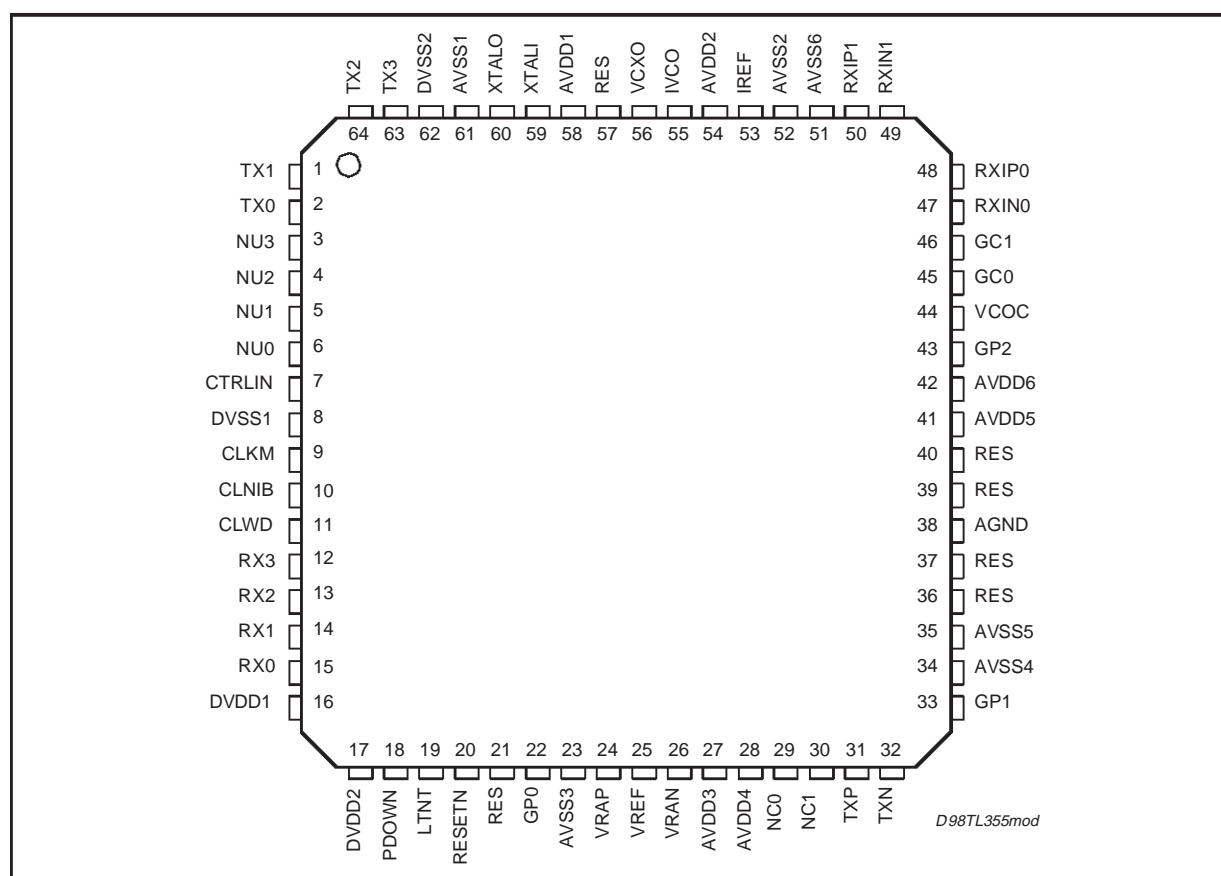 TX2 TX3 DVSS2 AVSS1 XTALO XTALI AVDD1 RES VCXO IVCO AVDD2 IREF AVSS2 AVSS6 RXIP1 RXIN1
64 63 62 61 60 59 58 57 56 55 54 53 52 51 50 49
TX1 1 48 RXIP0
TX0 2 47 RXIN0
NU3 3 46 GC1
NU2 4 45 GC0
NU1 5 44 VCOC
NU0 6 43 GP2
CTRLIN 7 42 AVDD6
DVSS1 8 41 AVDD5
CLKM 9 40 RES
CLNIB 10 39 RES
CLWD 11 38 AGND
RX3 12 37 RES
RX2 13 36 RES
RX1 14 35 AVSS5
RX0 15 34 AVSS4
DVDD1 16 33 GP1
17 18 19 20 21 22 23 24 25 26 27 28 29 30 31 32
DVDD2 PDOWN LTNT RESETN RES GP0 AVSS3 VRAP VREF VRAN AVDD3 AVDD4 NC0 NC1 TXP TXN
D98TL355mod